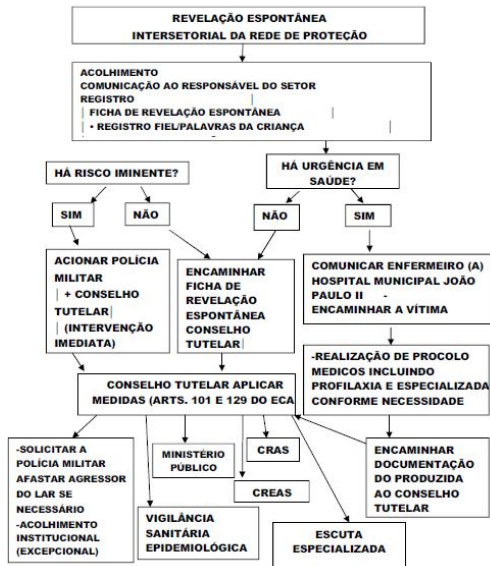 REVELAÇÃO ESPONTÂNEA
INTERSETORIAL DA REDE DE PROTEÇÃO
ACOLHIMENTO
COMUNICAÇÃO AO RESPONSÁVEL DO SETOR
REGISTRO
FICHA DE REVELAÇÃO ESPONTÂNEA
• REGISTRO FIEL/PALAVRAS DA CRIANÇA
HÁ RISCO IMINENTE?
HÁ URGÊNCIA EM
SAÚDE?
SIM
NÃO
NÃO
SIM
ACIONAR POLÍCIA
MILITAR
+ CONSELHO
TUTELAR
(INTERVENÇÃO
IMEDIATA)
ENCAMINHAR
FICHA DE
REVELAÇÃO
ESPONTÂNEA
CONSELHO
TUTELAR
COMUNICAR ENFERMEIRO (A)
HOSPITAL MUNICIPAL JOÃO
PAULO II -
ENCAMINHAR A VÍTIMA
-REALIZAÇÃO DE PROCOLO
MEDICOS INCLUINDO
PROFILAXIA E ESPECIALIZADA
CONFORME NECESSIDADE
CONSELHO TUTELAR APLICAR
MEDIDAS (ARTS. 101 E 129 DO ECA
-SOLICITAR A
POLÍCIA MILITAR
AFASTAR AGRESSOR
DO LAR SE
NECESSÁRIO
-ACOLHIMENTO
INSTITUCIONAL
(EXCEPCIONAL)
MINISTÉRIO
PÚBLICO
CRAS
CREAS
ENCAMINHAR
DOCUMENTAÇÃO
DO PRODUZIDA
AO CONSELHO
TUTELAR
VIGILÂNCIA
SANITÁRIA
EPIDEMIOLÓGICA
ESCUTA
ESPECIALIZADA